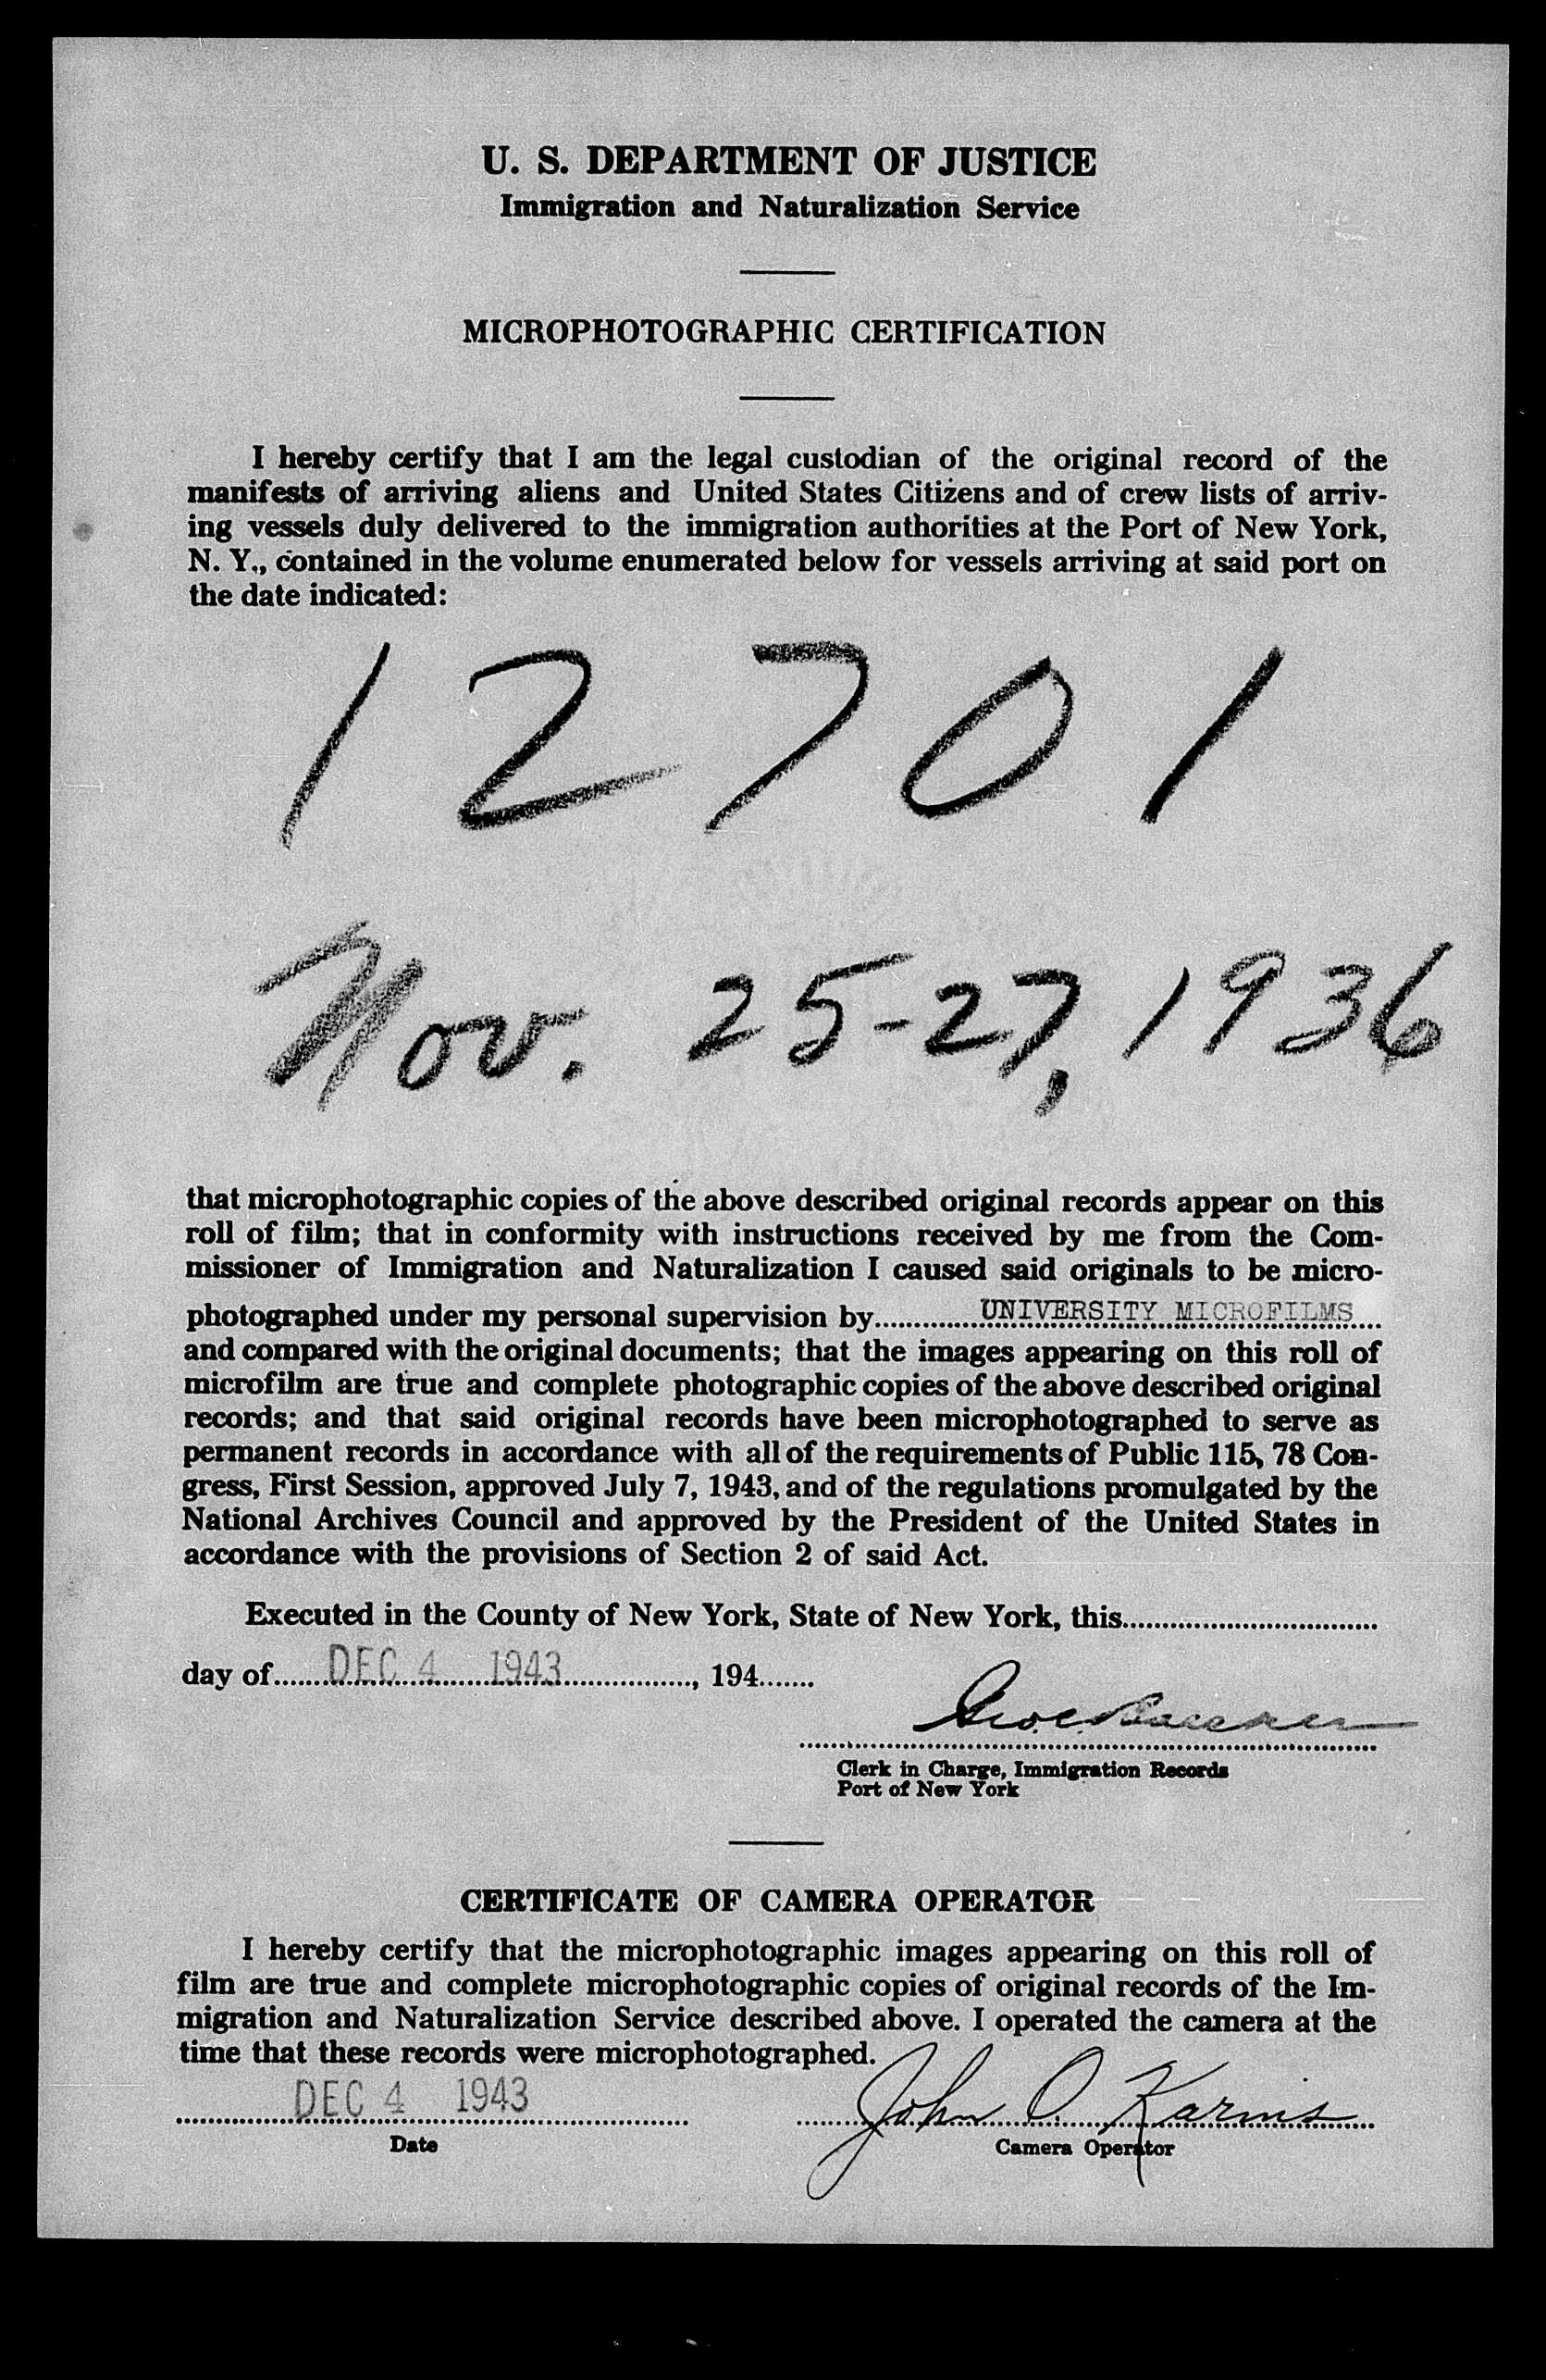 U. S. DEPARTMENT OF JUSTICE
Immigration and Naturalization Service
MICROPHOTOGRAPHIC CERTIFICATION
I hereby certify that I am the legal custodian of the original record of the
manifests of arriving aliens and United States Citizens and of crew lists of arriv-
ing vessels duly delivered to the immigration authorities at the Port of New York,
N. Y., contained in the volume enumerated below for vessels arriving at said port on
the date indicated:
12701
Nov. 25-27, 1936
that microphotographic copies of the above described original records appear on this
roll of film; that in conformity with instructions received by me from the Com-
missioner of Immigration and Naturalization I caused said originals to be micro-
photographed under my personal supervision by UNIVERSITY MICROFILMS
and compared with the original documents; that the images appearing on this roll of
microfilm are true and complete photographic copies of the above described original
records; and that said original records have been microphotographed to serve as
permanent records in accordance with all of the requirements of Public 115, 78 Con-
gress, First Session, approved July 7, 1943, and of the regulations promulgated by the
National Archives Council and approved by the President of the United States in
accordance with the provisions of Section 2 of said Act.
Executed in the County of New York, State of New York, this
day of DEC 4 1943, 194
Clerk in Charge, Immigration Records
Port of New York
CERTIFICATE OF CAMERA OPERATOR
I hereby certify that the microphotographic images appearing on this roll of
film are true and complete microphotographic copies of original records of the Im-
migration and Naturalization Service described above. I operated the camera at the
time that these records were microphotographed.
DEC 4 1943 John O. Karins
Date Camera Operator